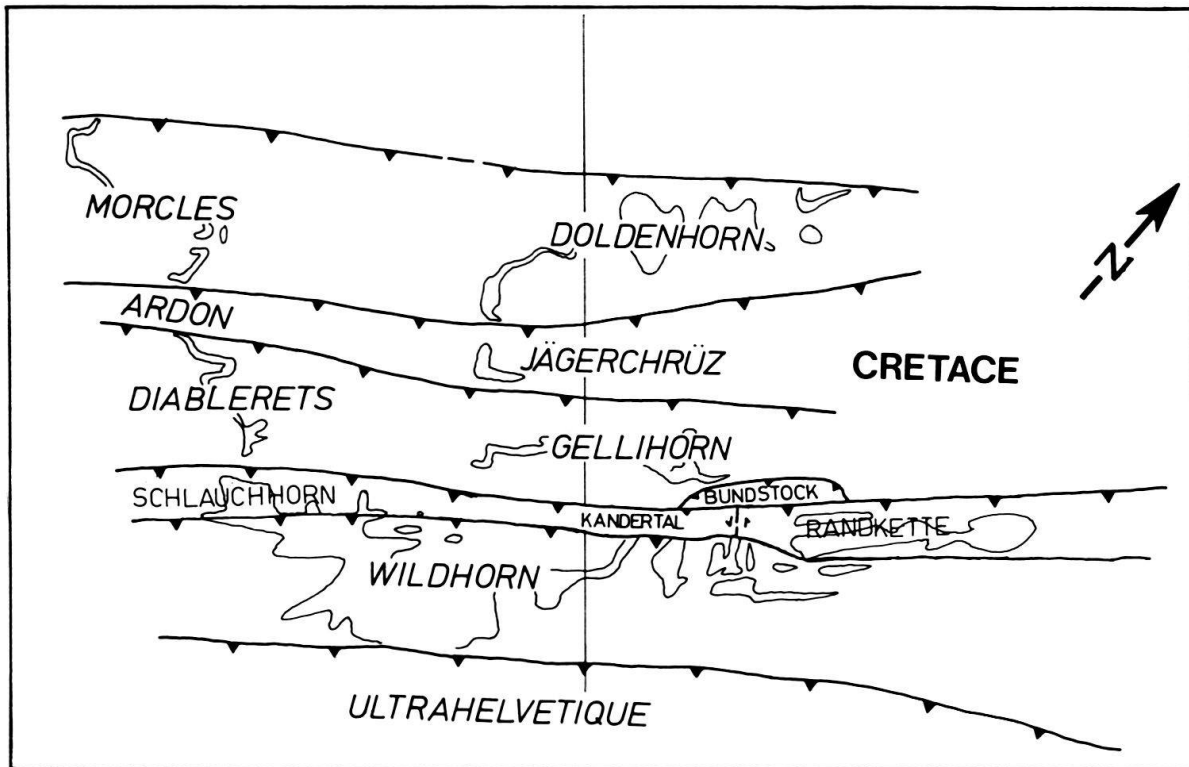 MORCLES
DOLDENHORN
N
ARDON
JÄGERCHRÜZ
CRETACE
DIABLERETS
GELLIHORN
SCHLAUCHHORN
BUNDSTOCK
KANDERTAL
RANDKETTE
WILDHORN
ULTRAHELVETIQUE